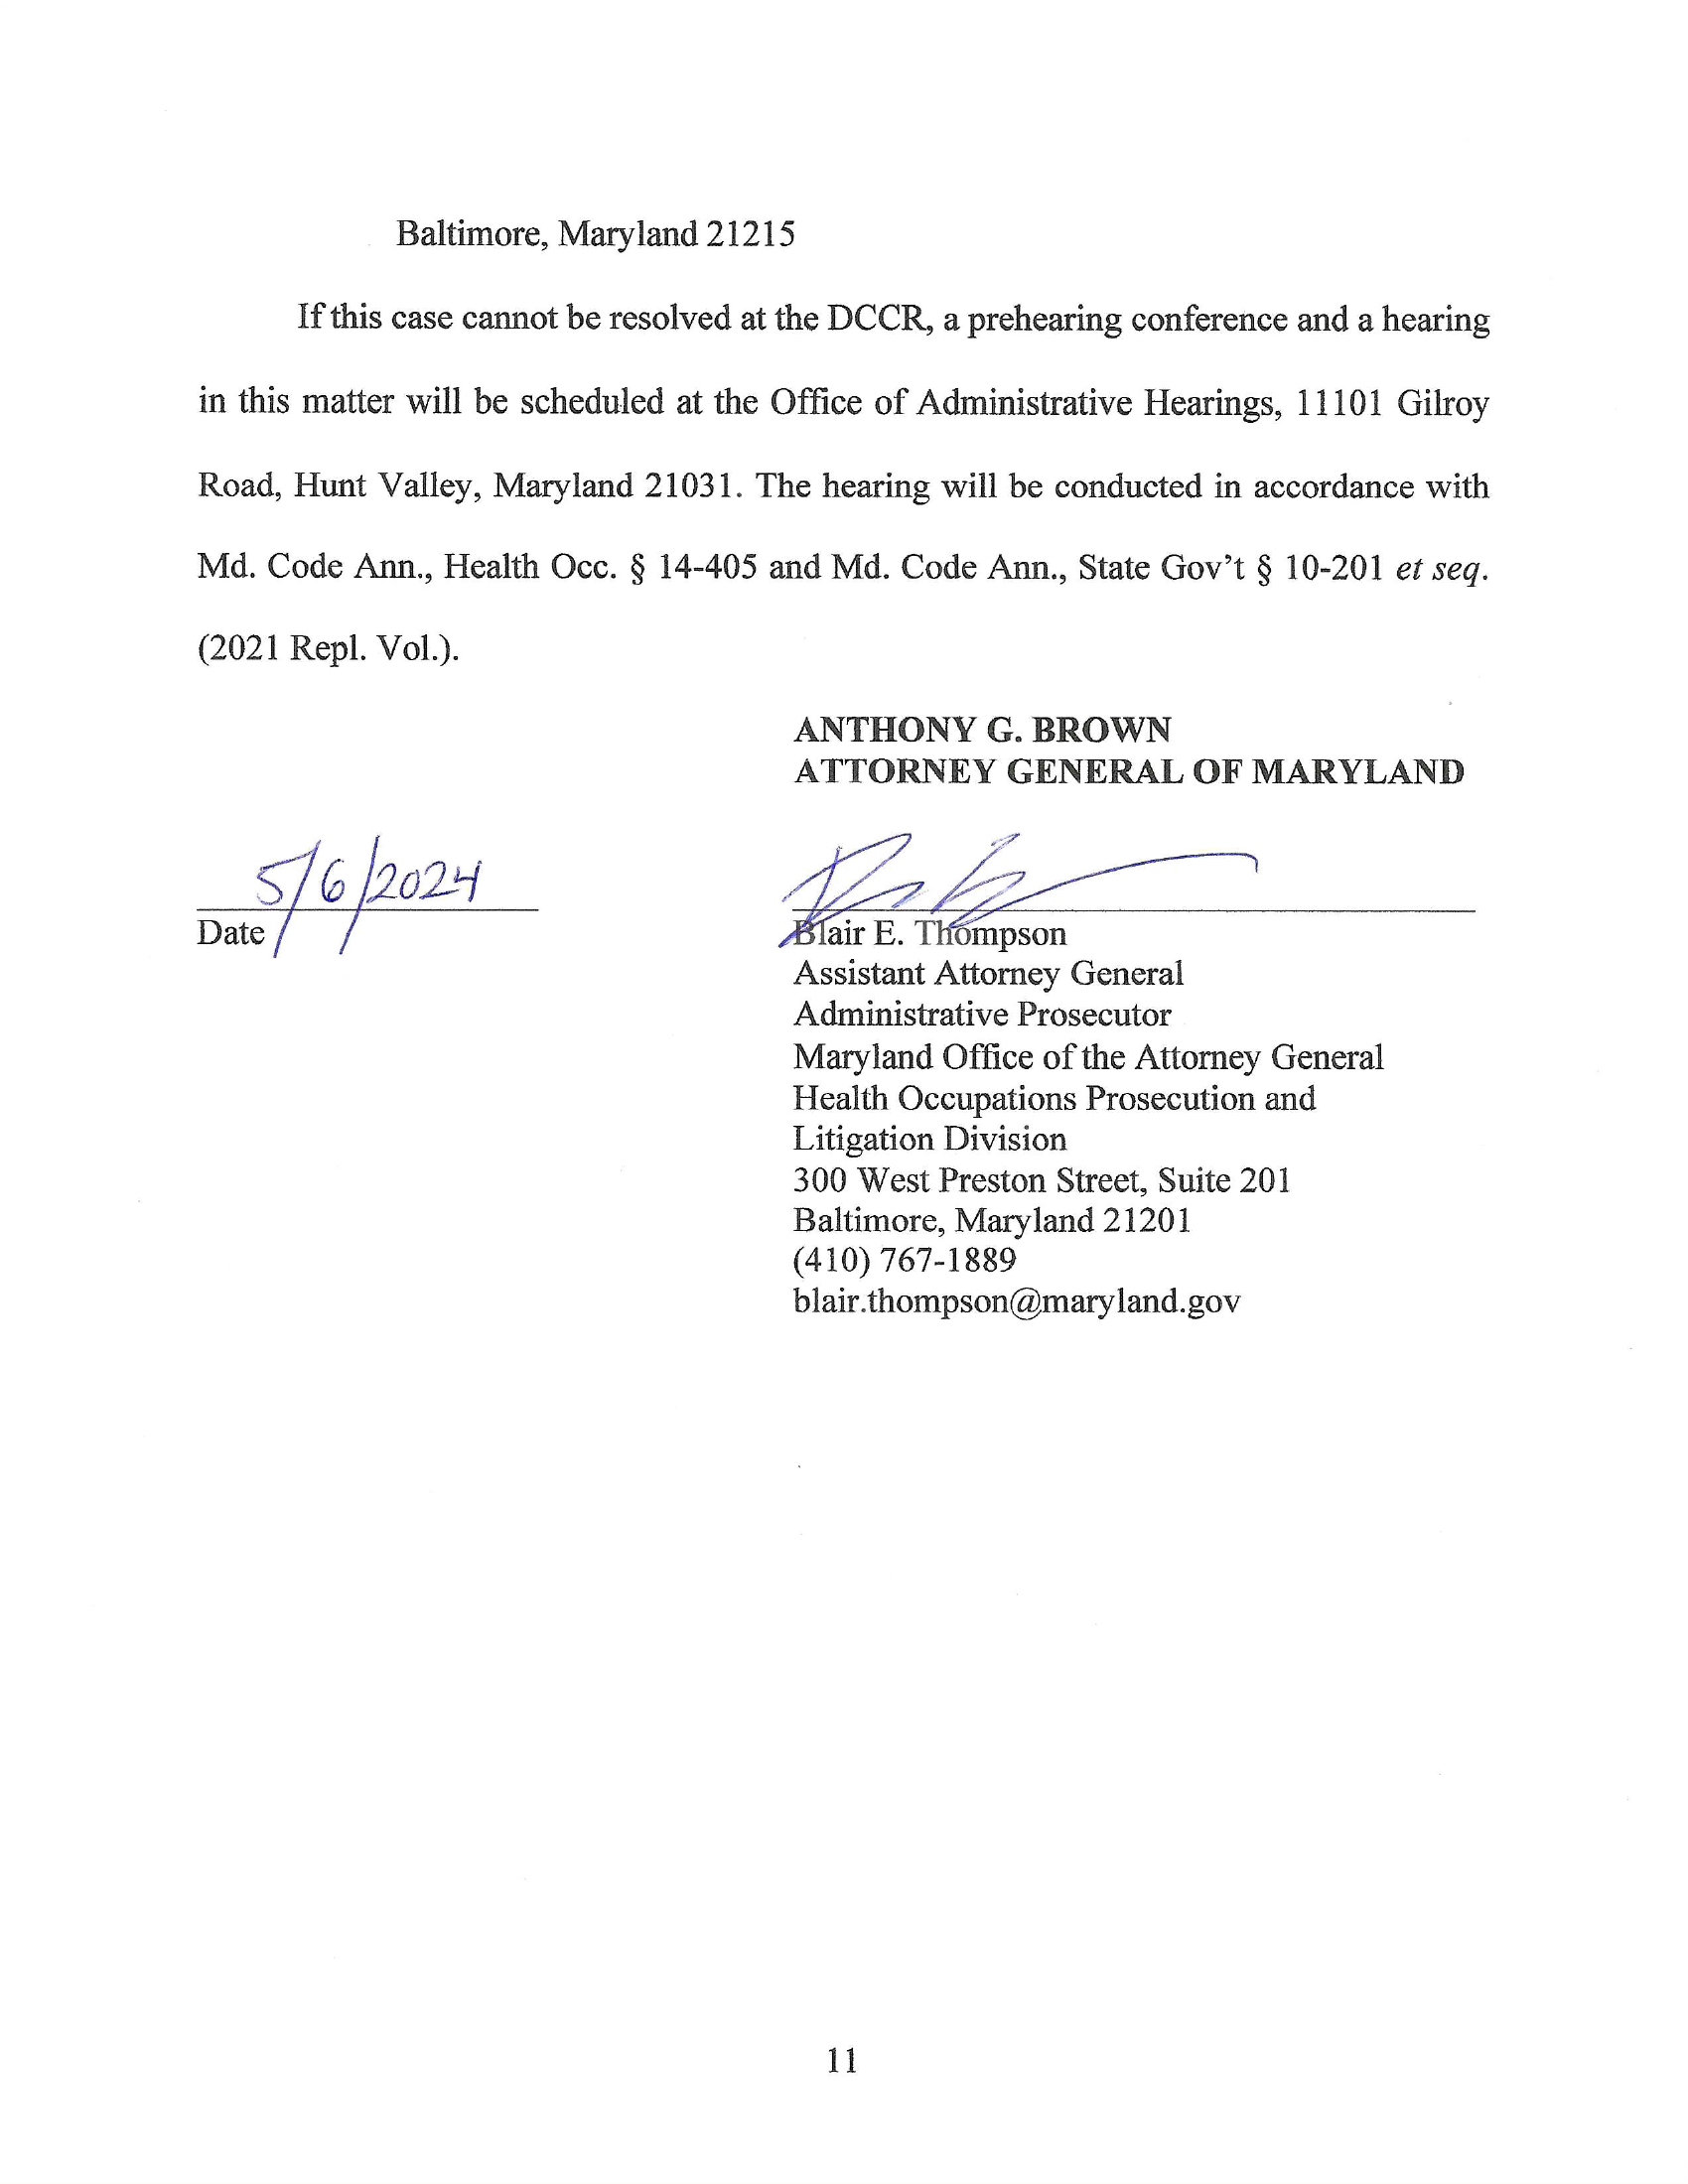 Baltimore, Maryland 21215
If this case cannot be resolved at the DCCR, a prehearing conference and a hearing
in this matter will be scheduled at the Office of Administrative Hearings, 11101 Gilroy
Road, Hunt Valley, Maryland 21031. The hearing will be conducted in accordance with
Md. Code Ann., Health Occ. § 14-405 and Md. Code Ann., State Gov't § 10-201 et seq.
(2021 Repl. Vol.).
ANTHONY G. BROWN
ATTORNEY GENERAL OF MARYLAND
5/6/2024
Date
Blair E. Thompson
Assistant Attorney General
Administrative Prosecutor
Maryland Office of the Attorney General
Health Occupations Prosecution and
Litigation Division
300 West Preston Street, Suite 201
Baltimore, Maryland 21201
(410) 767-1889
blair.thompson@maryland.gov
11